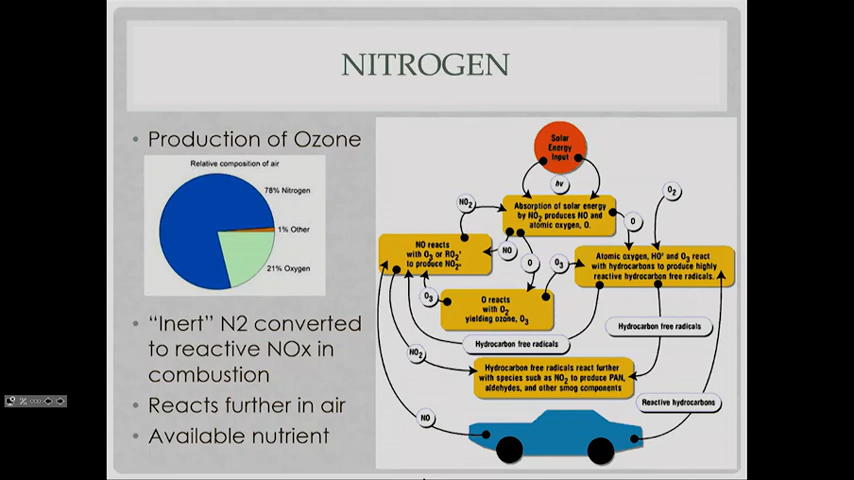 NITROGEN
• Production of Ozone
Relative composition of air
78% Nitrogen
1% Other
21% Oxygen
• “Inert” N2 converted
to reactive NOx in
combustion
• Reacts further in air
• Available nutrient
Solar
Energy
Input
hν
NO2
Absorption of solar energy
by NO2 produces NO and
atomic oxygen, O.
O
O2
NO reacts
with O3 or RO2•
to produce NO2.
NO
O
O3
Atomic oxygen, HO• and O3 react
with hydrocarbons to produce highly
reactive hydrocarbon free radicals.
O3
O reacts
with O2
yielding ozone, O3
Hydrocarbon free radicals
Hydrocarbon free radicals
NO2
Hydrocarbon free radicals react further
with species such as NO2 to produce PAN,
aldehydes, and other smog components
Reactive hydrocarbons
NO